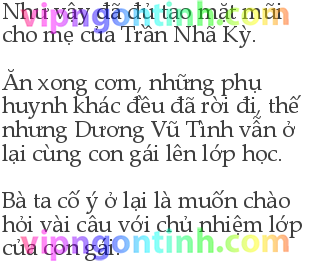 Như vậy đã đủ tạo mặt mũi
cho mẹ của Trần Nhã Kỳ.
Ăn xong cơm, những phụ
huynh khác đều đã rời đi, thế
nhưng Dương Vũ Tình vẫn ở
lại cùng con gái lên lớp học.
Bà ta cố ý ở lại là muốn chào
hỏi vài câu với chủ nhiệm lớp
của con gái.
vipngontinh.com
vipngontinh.com